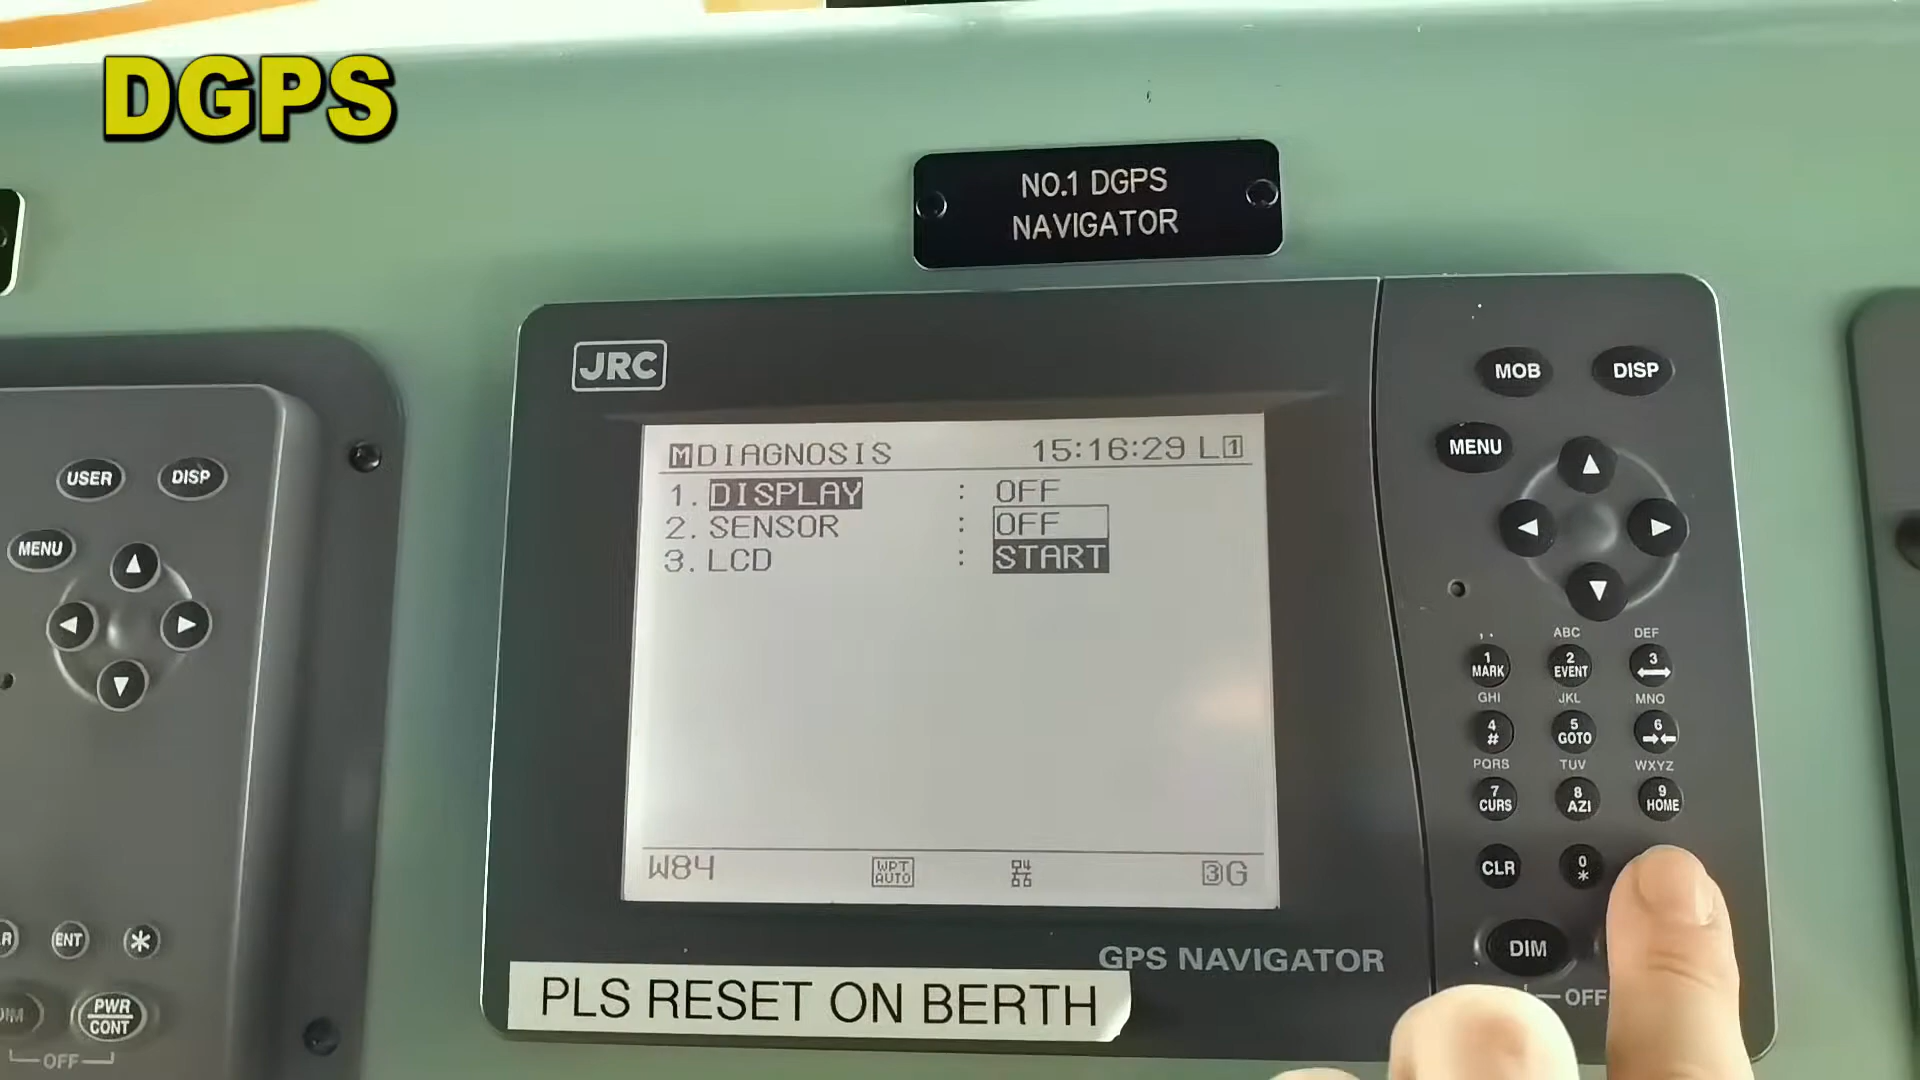 DGPS
NO.1 DGPS
NAVIGATOR
JRC
M DIAGNOSIS 15:16:29 L1
1. DISPLAY : OFF
2. SENSOR : OFF
3. LCD : START
W84 WPT AUTO 3G
GPS NAVIGATOR
PLS RESET ON BERTH
MOB DISP
MENU
ABC DEF
1 MARK 2 EVENT 3
GHI JKL MNO
4 # 5 GOTO 6
PQRS TUV WXYZ
7 CURS 8 AZI 9 HOME
CLR 0 *
DIM
OFF
USER DISP
MENU
ENT *
PWR
CONT
OFF